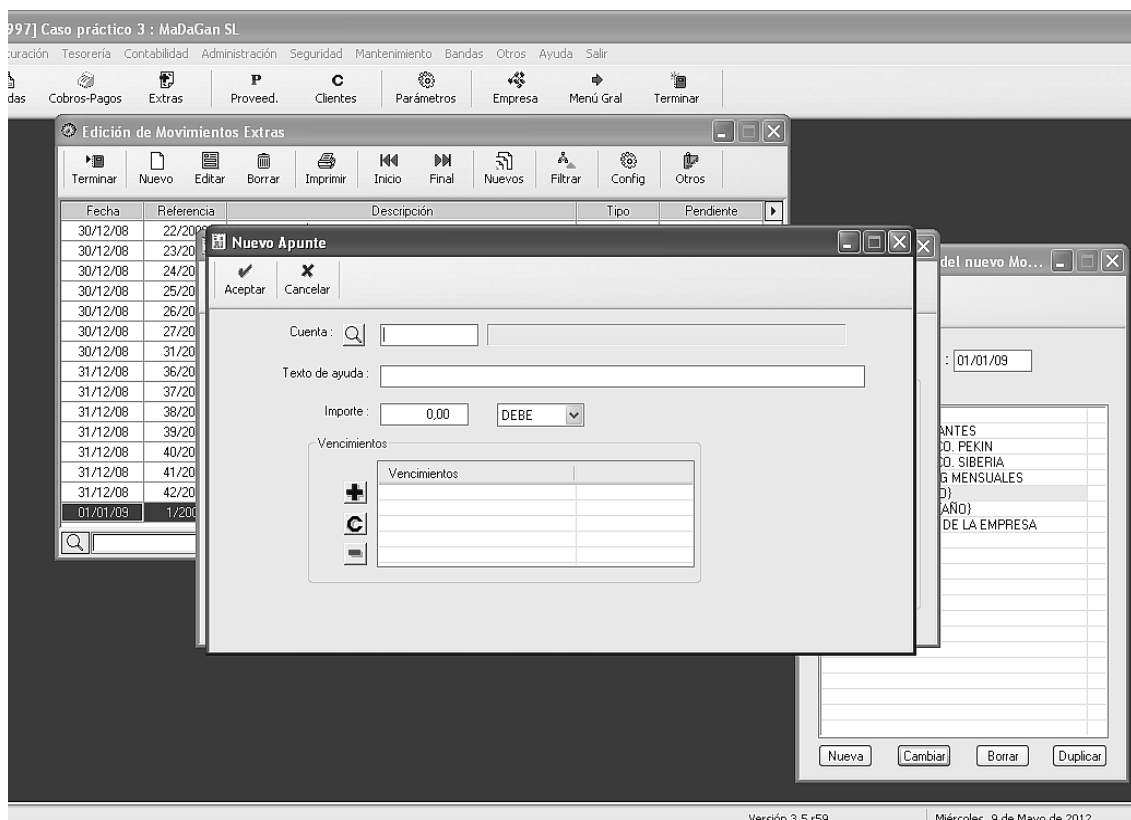 997] Caso práctico 3 : MaDaGan SL
Tesorería Contabilidad Administración Seguridad Mantenimiento Bandas Otros Ayuda Salir
Cobros-Pagos Extras Proveed. Clientes Parámetros Empresa Menú Gral Terminar
Edición de Movimientos Extras
Terminar Nuevo Editar Borrar Imprimir Inicio Final Nuevos Filtrar Config Otros
Fecha Referencia Descripción Tipo Pendiente
30/12/08 22/200
30/12/08 23/20
30/12/08 24/20
30/12/08 25/20
30/12/08 26/20
30/12/08 27/20
30/12/08 31/20
31/12/08 36/20
31/12/08 37/20
31/12/08 38/20
31/12/08 39/20
31/12/08 40/20
31/12/08 41/20
31/12/08 42/20
01/01/09 1/200
Nuevo Apunte
Aceptar Cancelar
Cuenta :
Texto de ayuda :
Importe : 0,00 DEBE
Vencimientos
Vencimientos
C
del nuevo Mo...
: 01/01/09
ANTES
CO. PEKIN
CO. SIBERIA
G MENSUALES
O}
{AÑO}
DE LA EMPRESA
Nueva Cambiar Borrar Duplicar
Versión 3.5 r59 Miércoles, 9 de Mayo de 2012